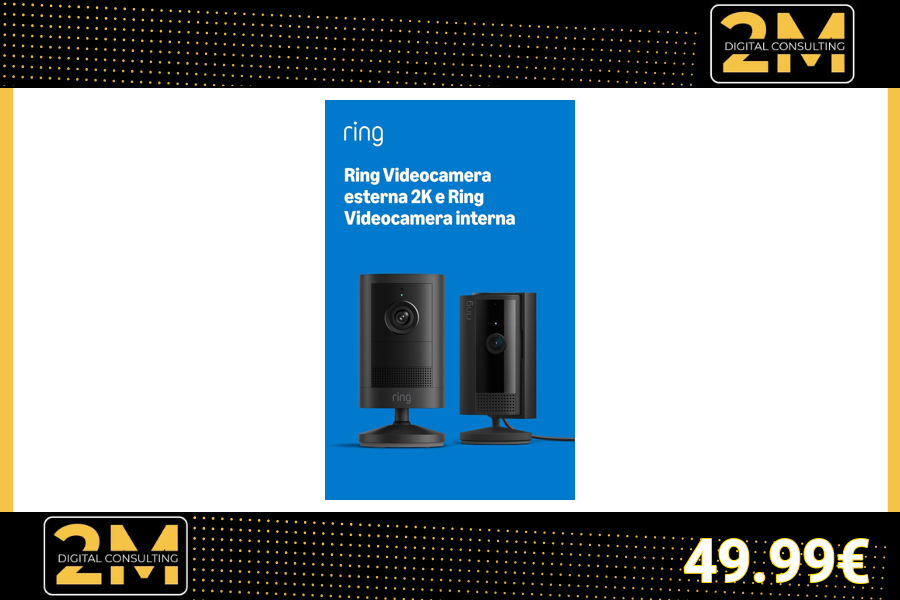 2M
DIGITAL CONSULTING
ring
Ring Videocamera
esterna 2K e Ring
Videocamera interna
ring
ring
2M
DIGITAL CONSULTING
49.99€